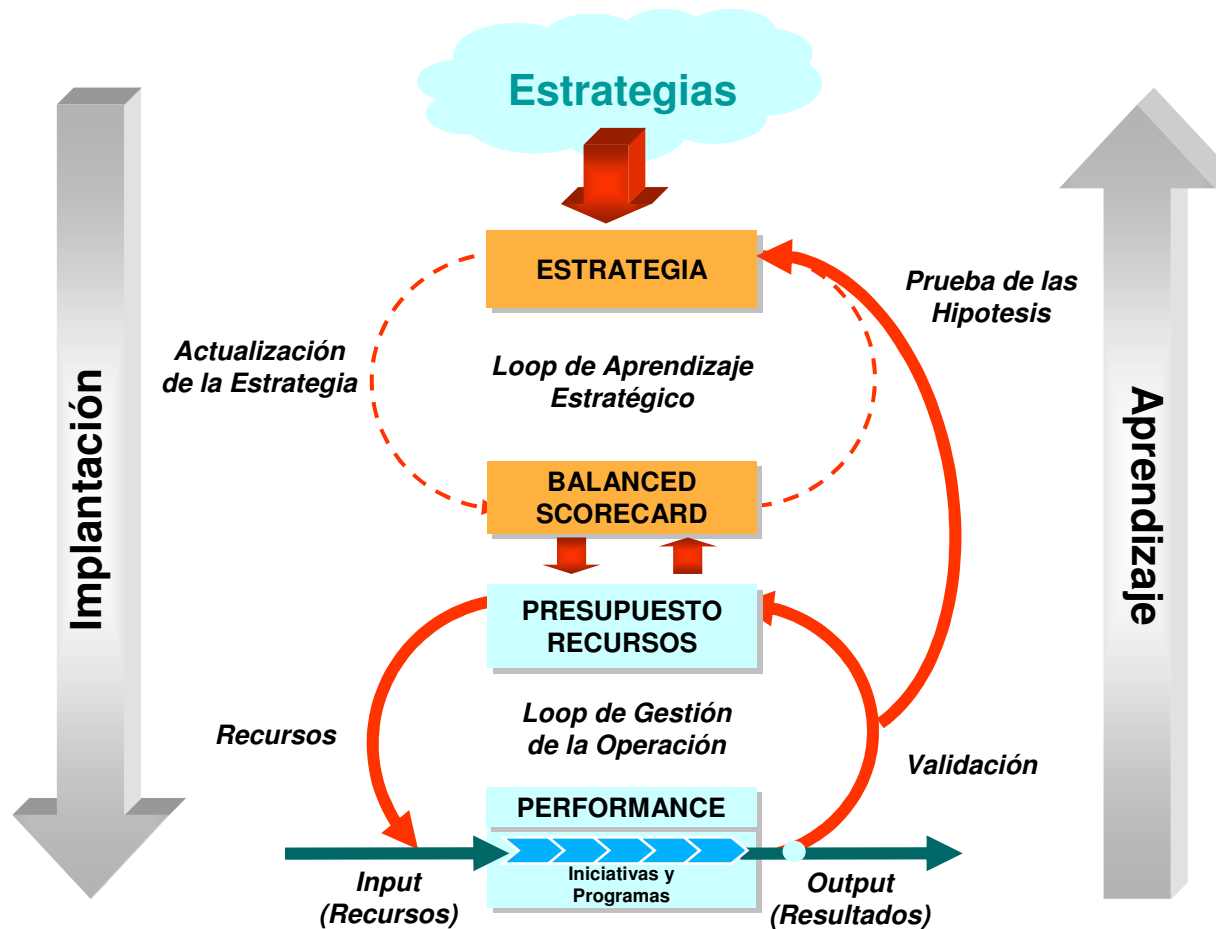 Estrategias
ESTRATEGIA
Prueba de las
Hipotesis
Actualización
de la Estrategia
Loop de Aprendizaje
Estratégico
Implantación
Aprendizaje
BALANCED
SCORECARD
PRESUPUESTO
RECURSOS
Recursos
Loop de Gestión
de la Operación
Validación
PERFORMANCE
Iniciativas y
Programas
Input
(Recursos)
Output
(Resultados)